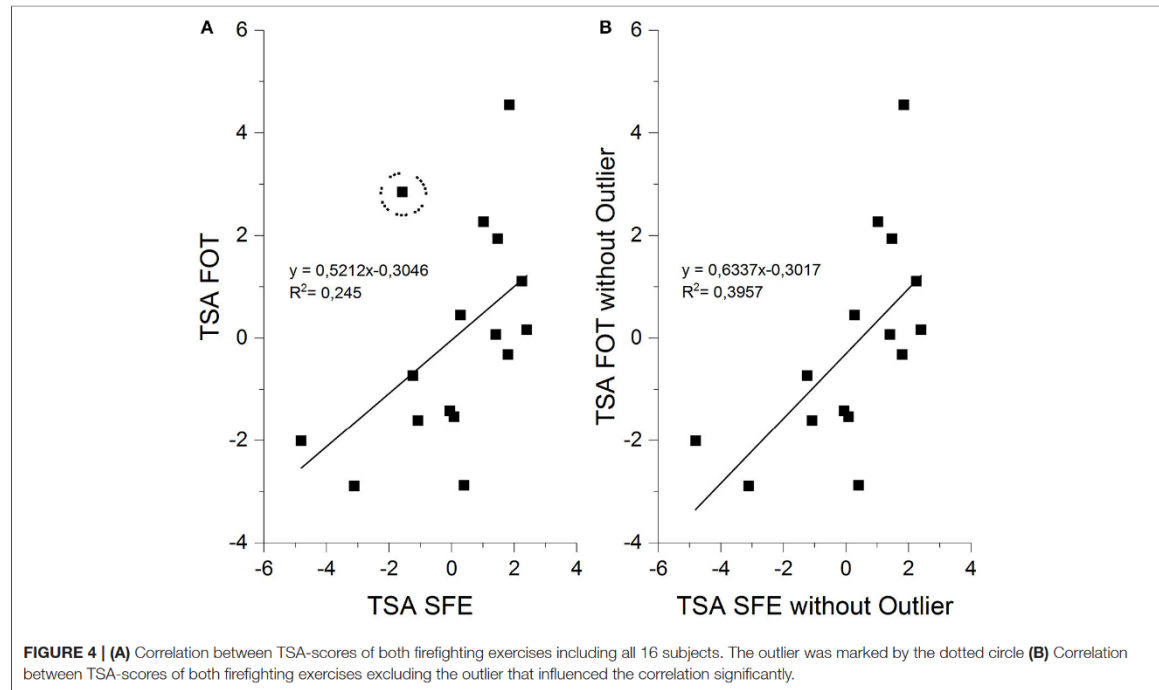 A
B
6
4
2
0
-2
-4
TSA FOT
y = 0,5212x-0,3046
R²= 0,245
-6 -4 -2 0 2 4
TSA SFE
6
4
2
0
-2
-4
TSA FOT without Outlier
y = 0,6337x-0,3017
R²= 0,3957
-6 -4 -2 0 2 4
TSA SFE without Outlier
FIGURE 4 | (A) Correlation between TSA-scores of both firefighting exercises including all 16 subjects. The outlier was marked by the dotted circle (B) Correlation
between TSA-scores of both firefighting exercises excluding the outlier that influenced the correlation significantly.